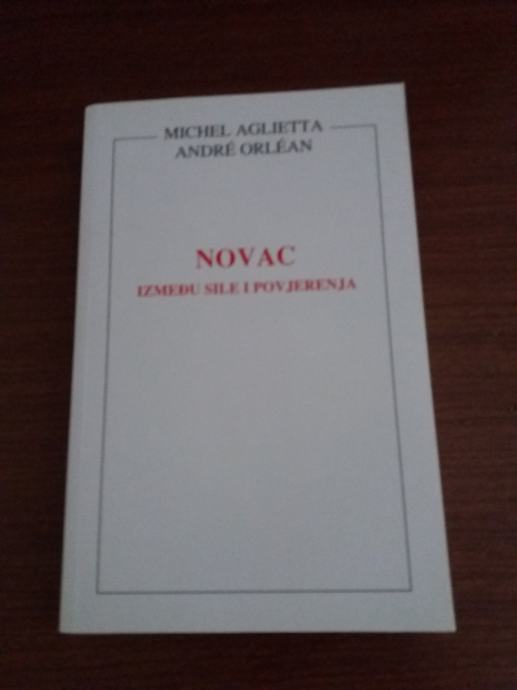 MICHEL AGLIETTA
ANDRÉ ORLÉAN
NOVAC
IZMEĐU SILE I POVJERENJA